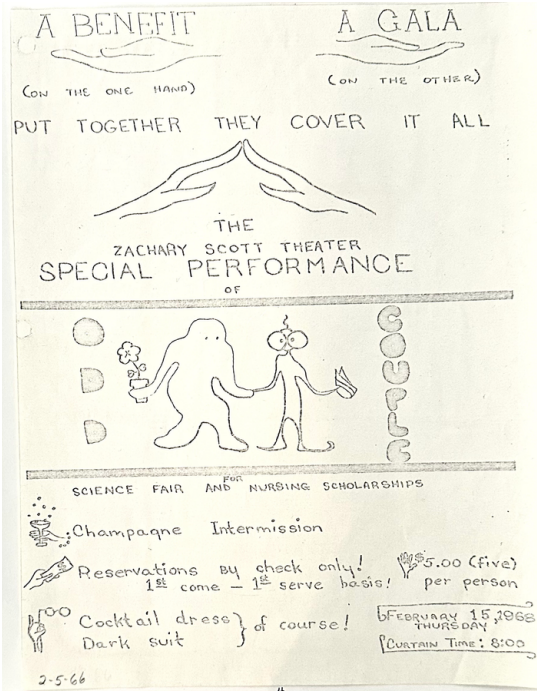 A BENEFIT
A GALA
(ON THE ONE HAND)
(ON THE OTHER)
PUT TOGETHER THEY COVER IT ALL
THE
ZACHARY SCOTT THEATER
SPECIAL PERFORMANCE
OF
ODD
COUPLE
FOR
SCIENCE FAIR AND NURSING SCHOLARSHIPS
Champagne Intermission
Reservations By check only!
1st come – 1st serve basis!
$5.00 (five)
per person
Cocktail dress
Dark suit
} of course!
FEBRUARY 15, 1968
THURSDAY
CURTAIN TIME: 8:00
2-5-66